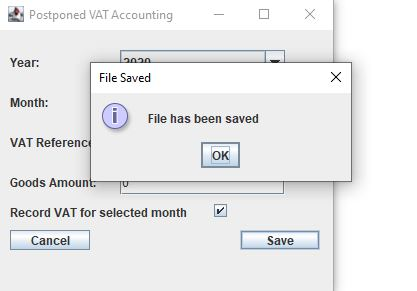 Postponed VAT Accounting
Year:
File Saved
Month:
File has been saved
VAT Reference
OK
Goods Amount:
0
Record VAT for selected month
Cancel
Save